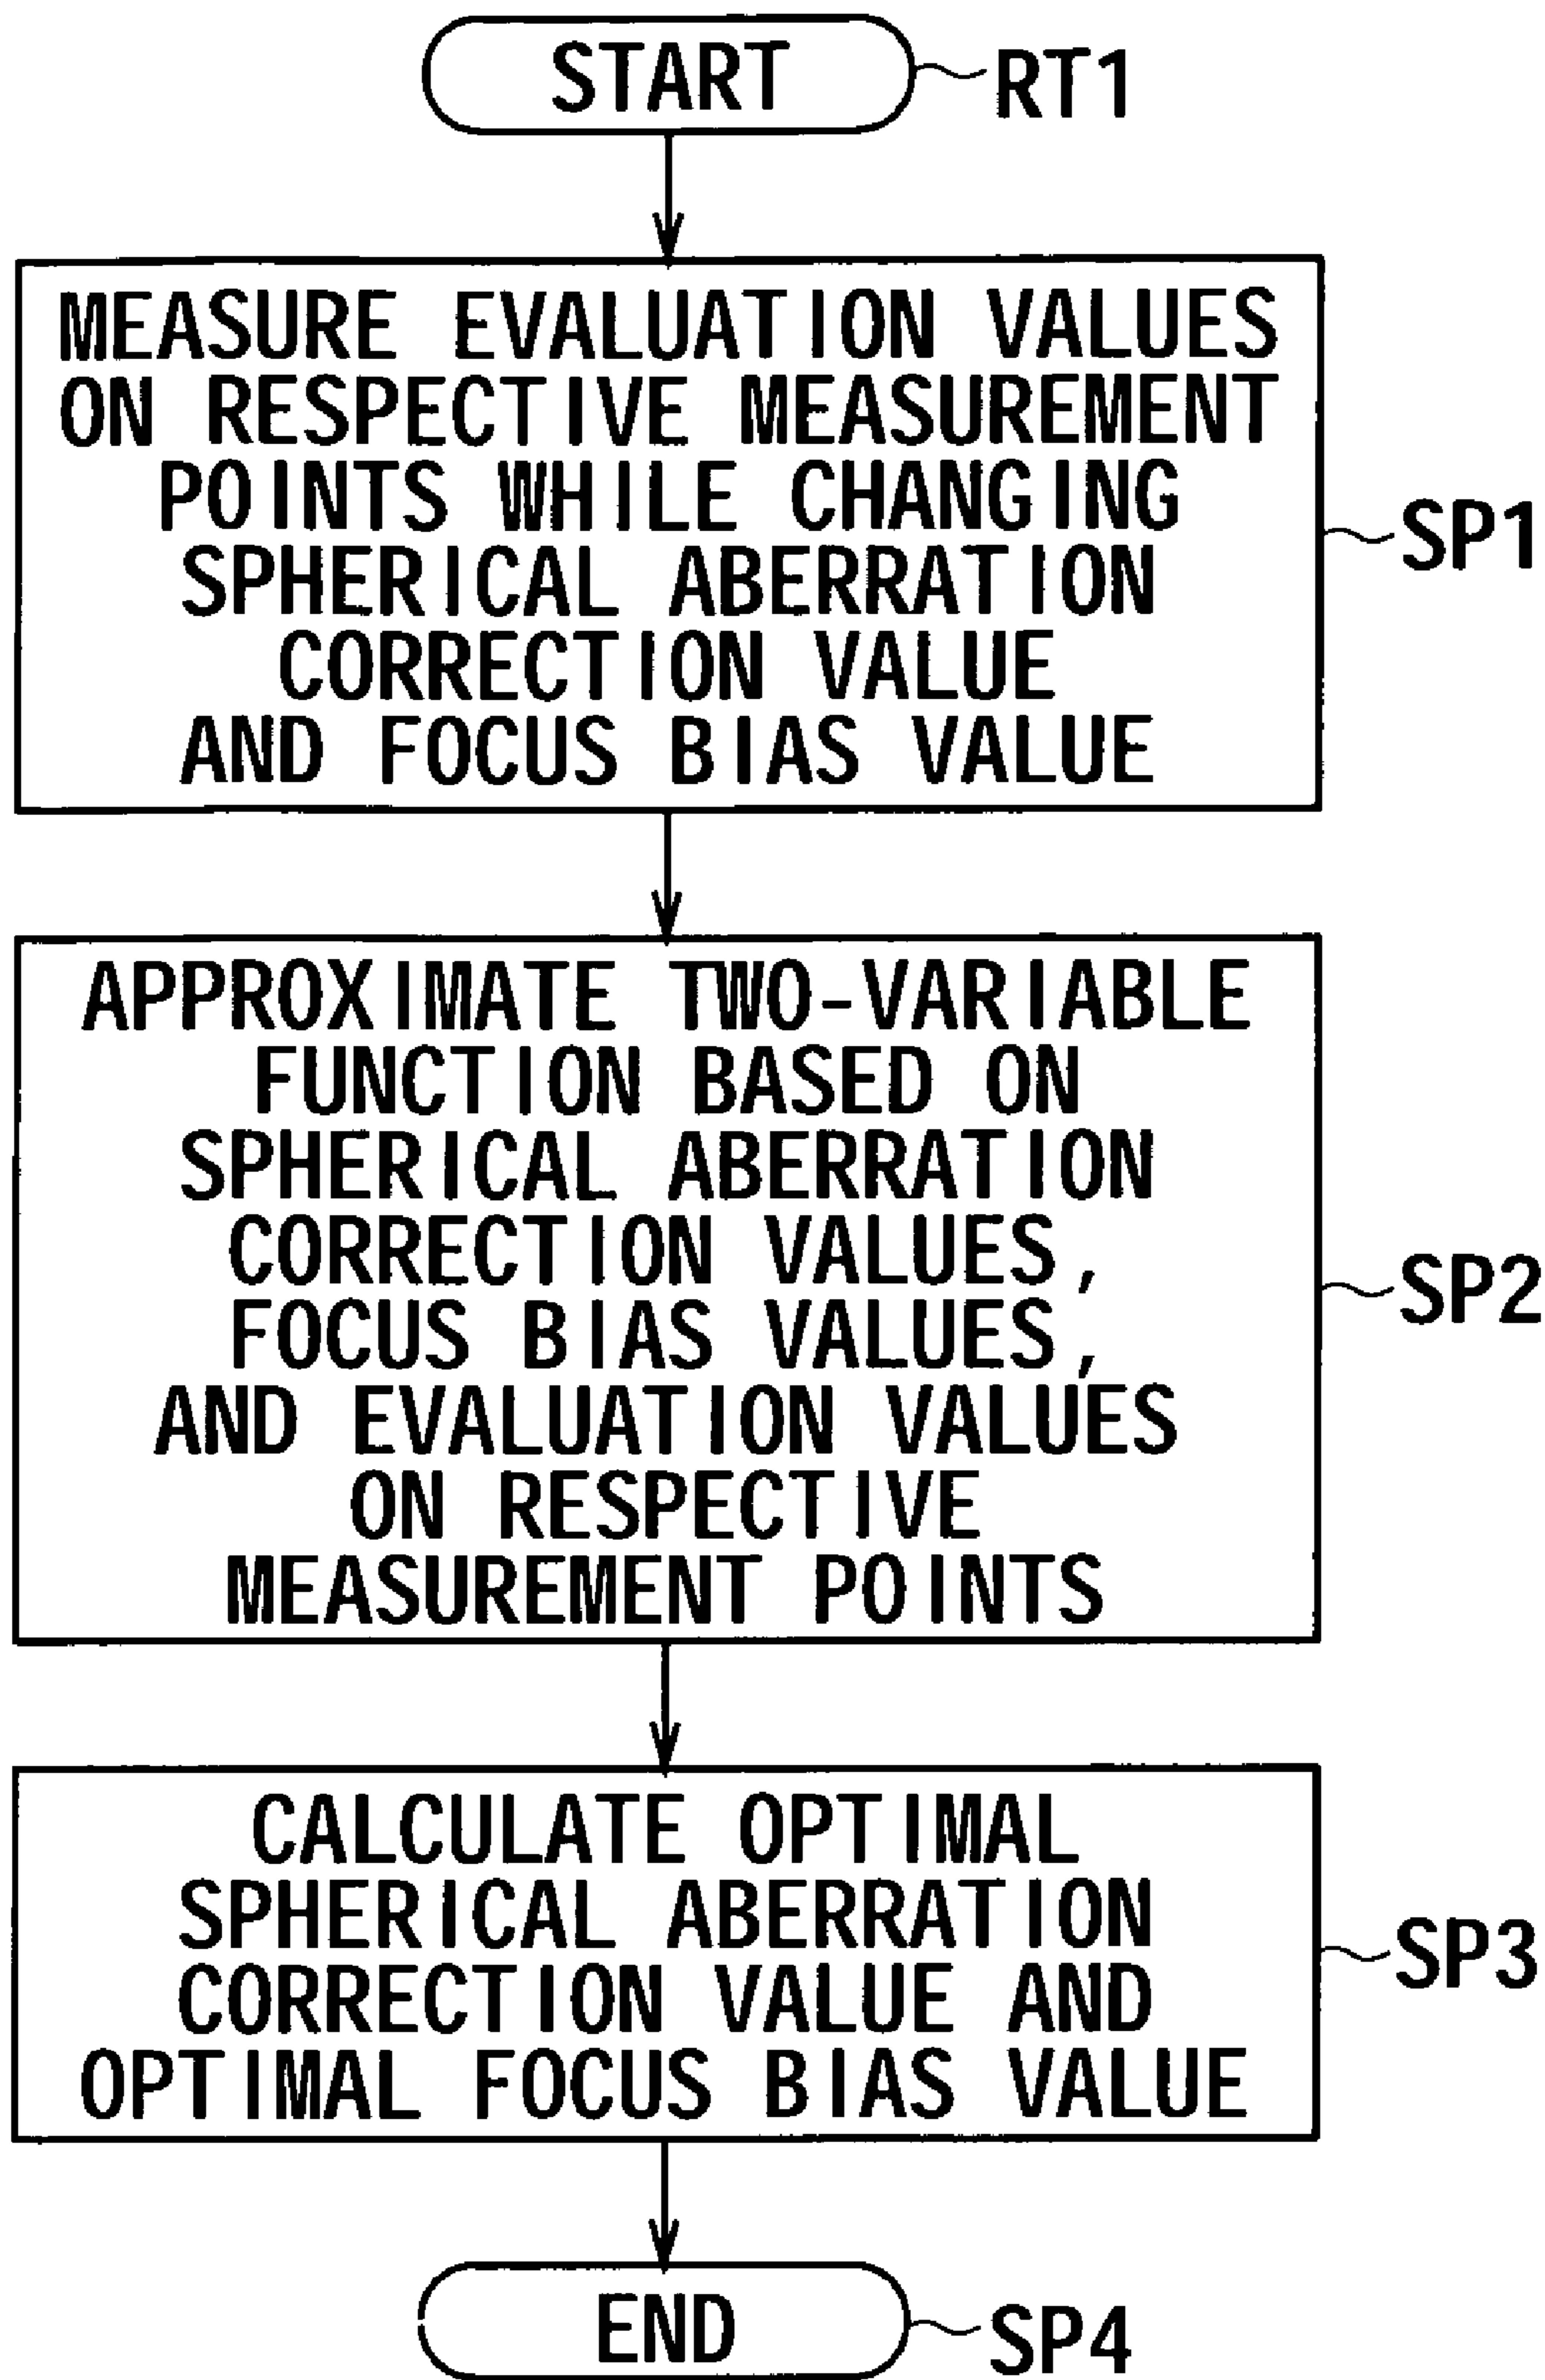 START
RT1
MEASURE EVALUATION VALUES
ON RESPECTIVE MEASUREMENT
POINTS WHILE CHANGING
SPHERICAL ABERRATION
CORRECTION VALUE
AND FOCUS BIAS VALUE
SP1
APPROXIMATE TWO-VARIABLE
FUNCTION BASED ON
SPHERICAL ABERRATION
CORRECTION VALUES,
FOCUS BIAS VALUES,
AND EVALUATION VALUES
ON RESPECTIVE
MEASUREMENT POINTS
SP2
CALCULATE OPTIMAL
SPHERICAL ABERRATION
CORRECTION VALUE AND
OPTIMAL FOCUS BIAS VALUE
SP3
END
SP4